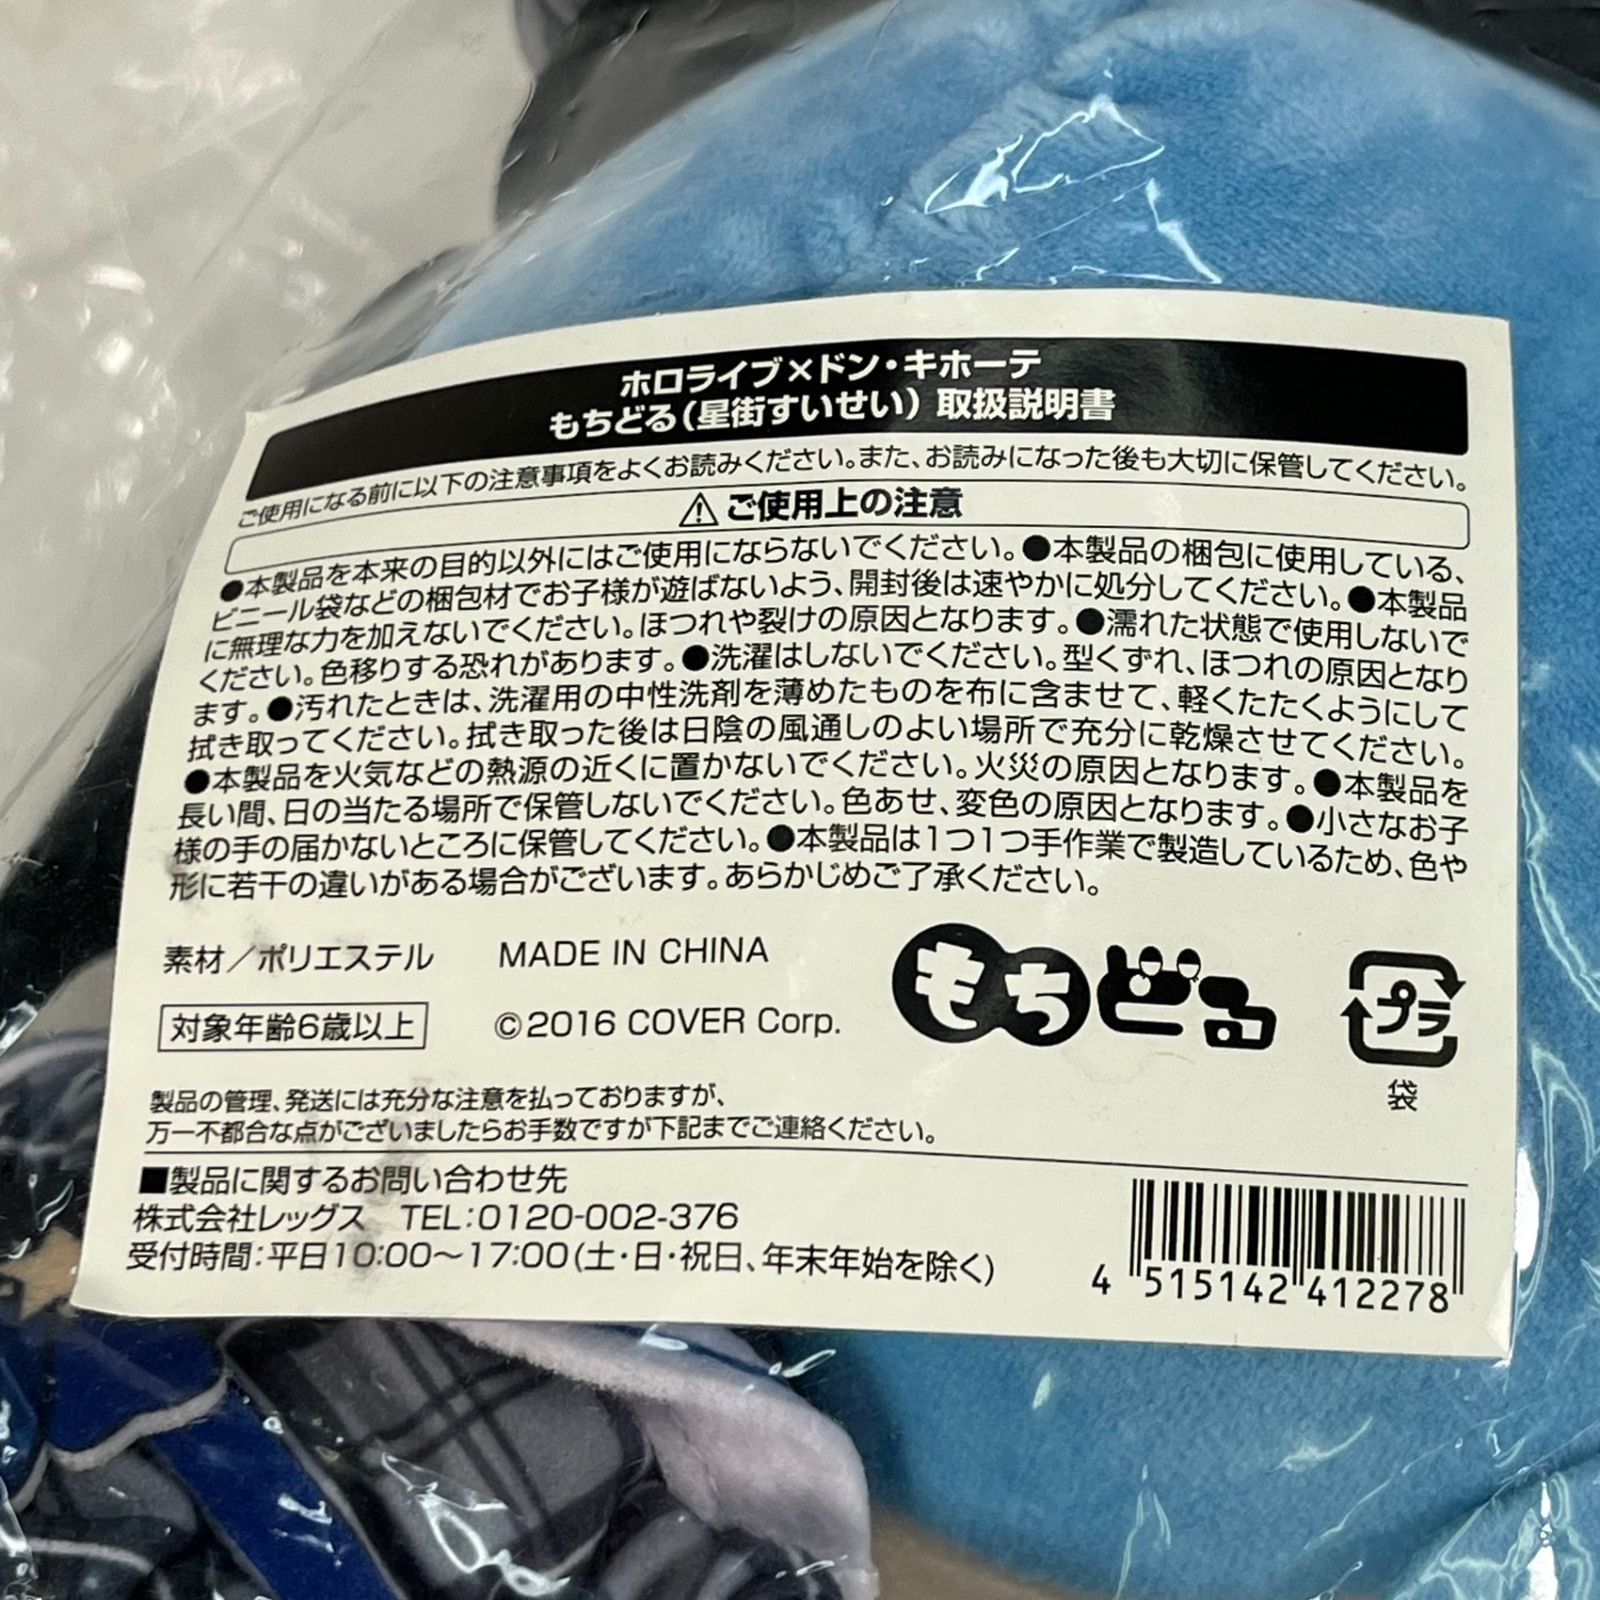 ホロライブ×ドン・キホーテ
もちどる(星街すいせい) 取扱説明書
ご使用になる前に以下の注意事項をよくお読みください。また、お読みになった後も大切に保管してください。
⚠ご使用上の注意
●本製品を本来の目的以外にはご使用にならないでください。●本製品の梱包に使用している、
ビニール袋などの梱包材でお子様が遊ばないよう、開封後は速やかに処分してください。●本製品
に無理な力を加えないでください。ほつれや裂けの原因となります。●濡れた状態で使用しないで
ください。色移りする恐れがあります。●洗濯はしないでください。型くずれ、ほつれの原因となり
ます。●汚れたときは、洗濯用の中性洗剤を薄めたものを布に含ませて、軽くたたくようにして
拭き取ってください。拭き取った後は日陰の風通しのよい場所で充分に乾燥させてください。
●本製品を火気などの熱源の近くに置かないでください。火災の原因となります。●本製品を
長い間、日の当たる場所で保管しないでください。色あせ、変色の原因となります。●小さなお子
様の手の届かないところに保管してください。●本製品は1つ1つ手作業で製造しているため、色や
形に若干の違いがある場合がございます。あらかじめご了承ください。
素材/ポリエステル MADE IN CHINA
対象年齢6歳以上 ©2016 COVER Corp.
もちどる
プラ
袋
製品の管理、発送には充分な注意を払っておりますが、
万一不都合な点がございましたらお手数ですが下記までご連絡ください。
■製品に関するお問い合わせ先
株式会社レッグス TEL:0120-002-376
受付時間:平日10:00〜17:00(土・日・祝日、年末年始を除く)
4 515142 412278